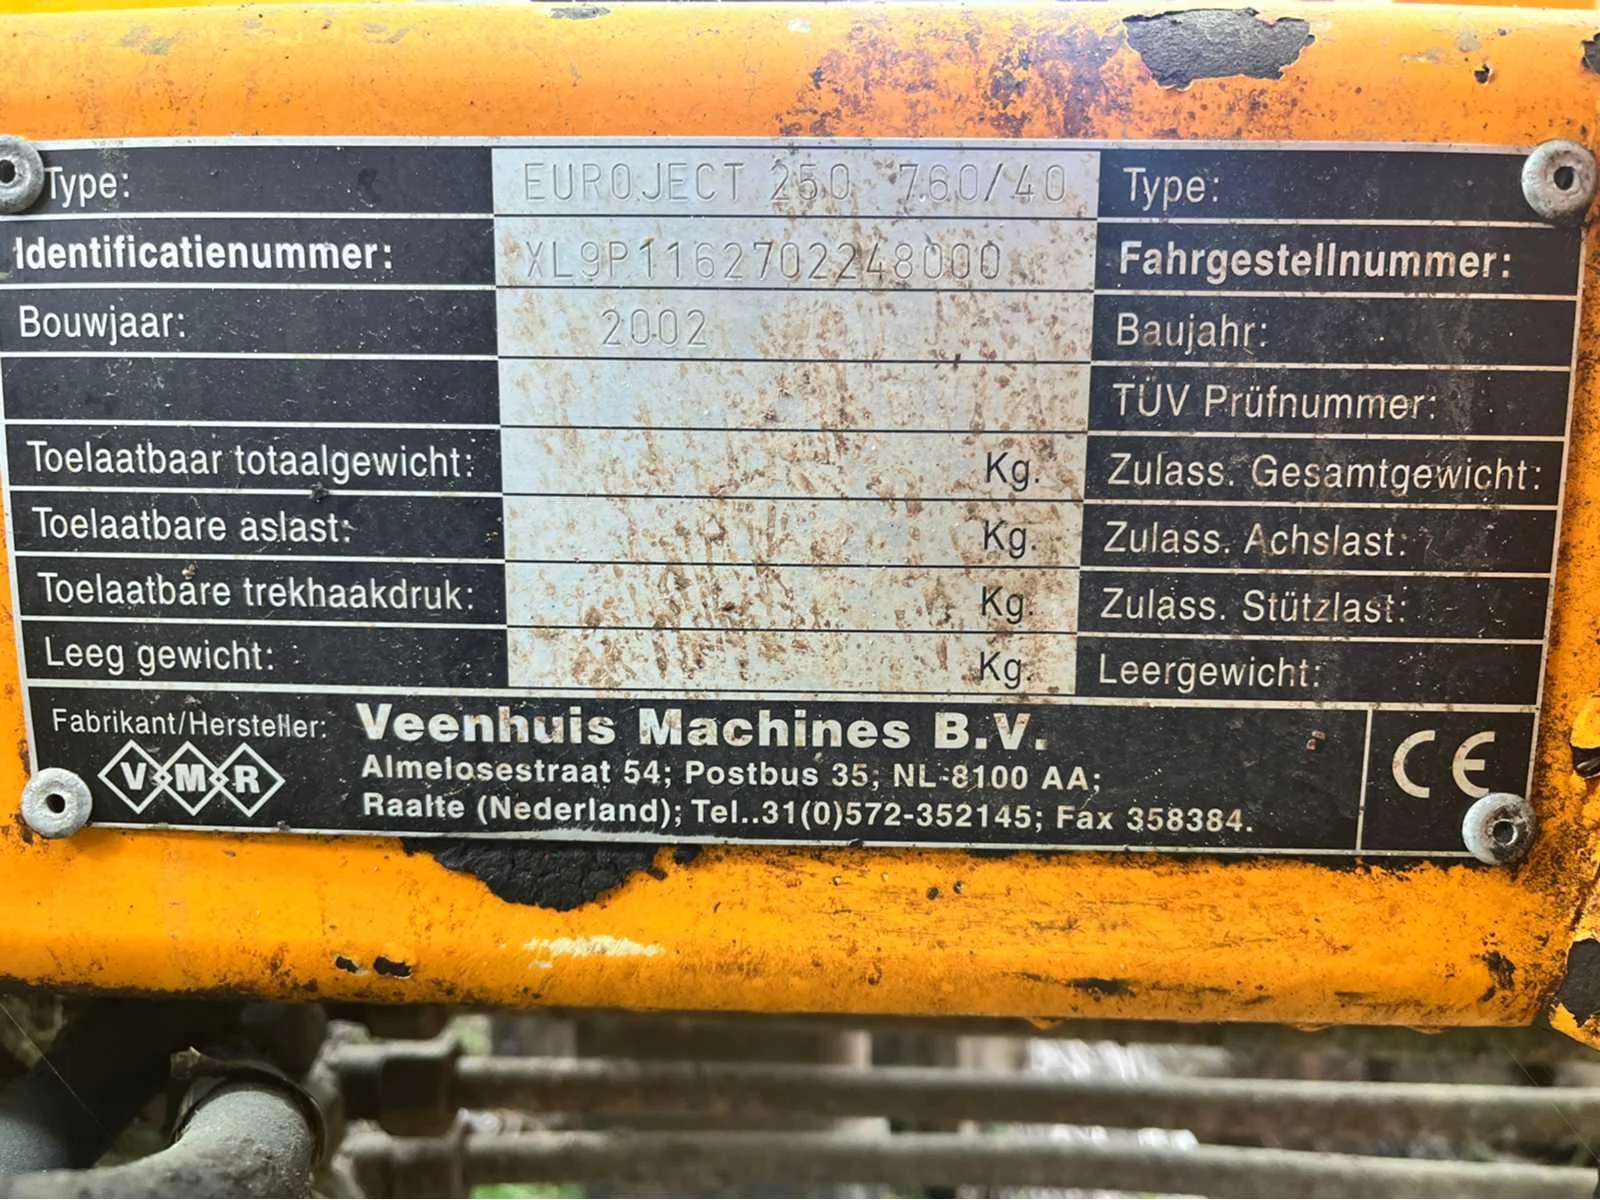 Type: EUROJECT 250 760/40 Type:
Identificatienummer: XL9P1162702248000 Fahrgestellnummer:
Bouwjaar: 2002 Baujahr:
TÜV Prüfnummer:
Toelaatbaar totaalgewicht: Kg. Zulass. Gesamtgewicht:
Toelaatbare aslast: Kg. Zulass. Achslast:
Toelaatbare trekhaakdruk: Kg. Zulass. Stützlast:
Leeg gewicht: Kg. Leergewicht:
Fabrikant/Hersteller: Veenhuis Machines B.V.
VMR Almelosestraat 54; Postbus 35; NL-8100 AA; CE
Raalte (Nederland); Tel..31(0)572-352145; Fax 358384.